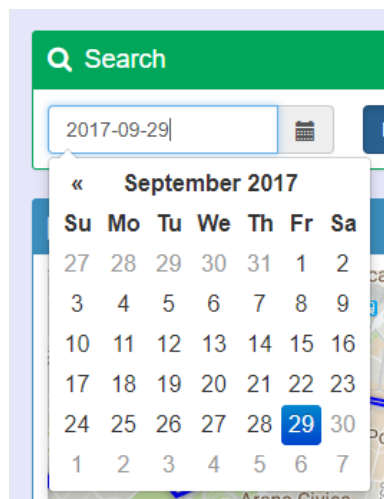 Search
2017-09-29
« September 2017
Su Mo Tu We Th Fr Sa
27 28 29 30 31 1 2
3 4 5 6 7 8 9
10 11 12 13 14 15 16
17 18 19 20 21 22 23
24 25 26 27 28 29 30
1 2 3 4 5 6 7